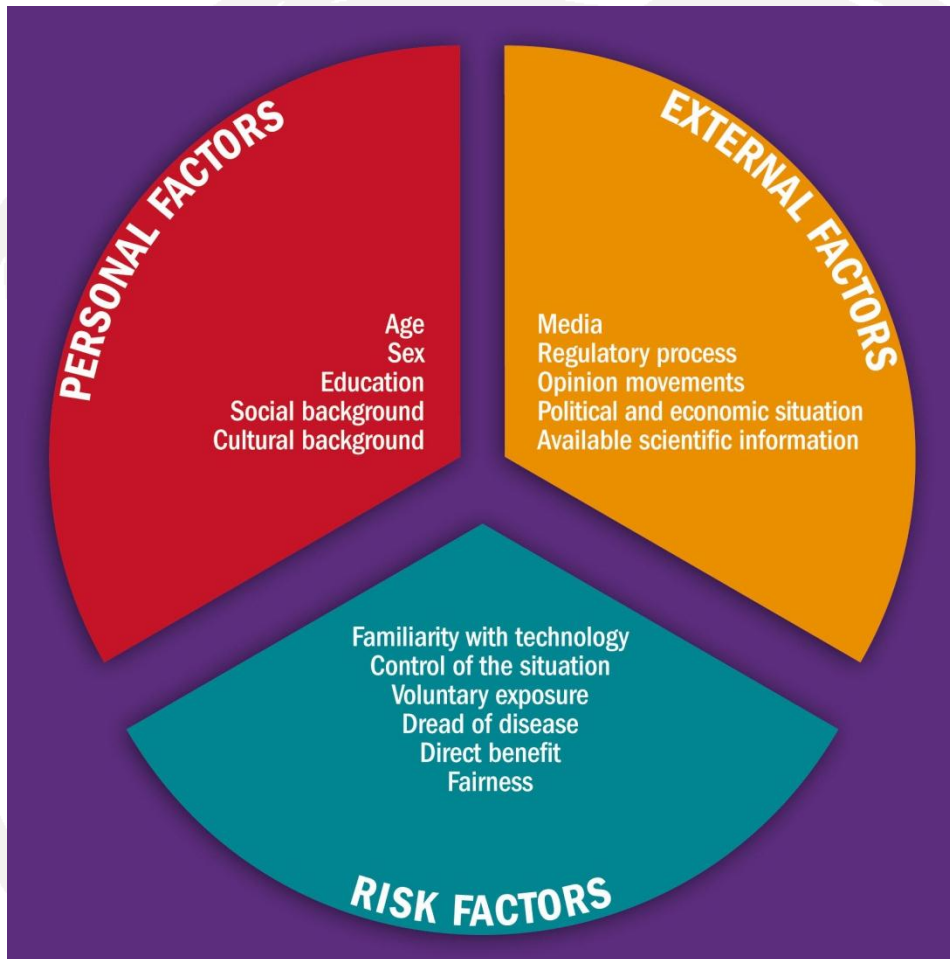 PERSONAL FACTORS
Age
Sex
Education
Social background
Cultural background
EXTERNAL FACTORS
Media
Regulatory process
Opinion movements
Political and economic situation
Available scientific information
Familiarity with technology
Control of the situation
Voluntary exposure
Dread of disease
Direct benefit
Fairness
RISK FACTORS